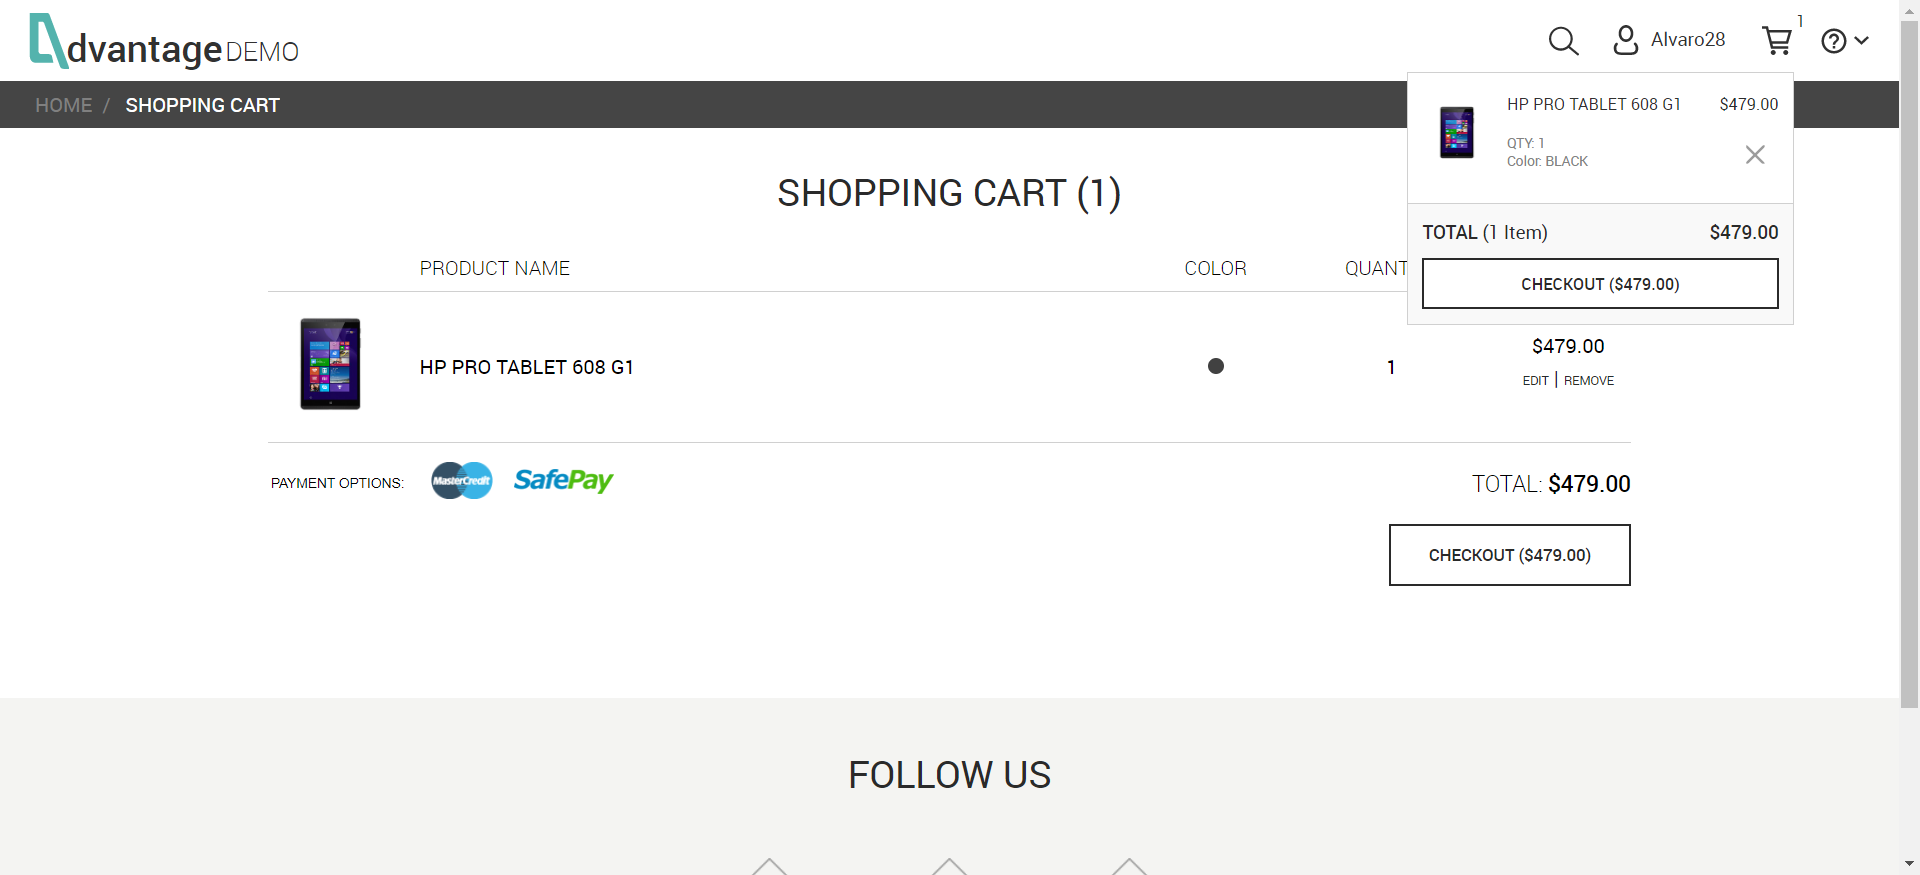 dvantage DEMO
Alvaro28
1
HOME / SHOPPING CART
HP PRO TABLET 608 G1 $479.00
QTY: 1
Color: BLACK
TOTAL (1 Item) $479.00
CHECKOUT ($479.00)
SHOPPING CART (1)
PRODUCT NAME COLOR QUANT
HP PRO TABLET 608 G1 1 $479.00
EDIT | REMOVE
PAYMENT OPTIONS: MasterCredit SafePay
TOTAL: $479.00
CHECKOUT ($479.00)
FOLLOW US